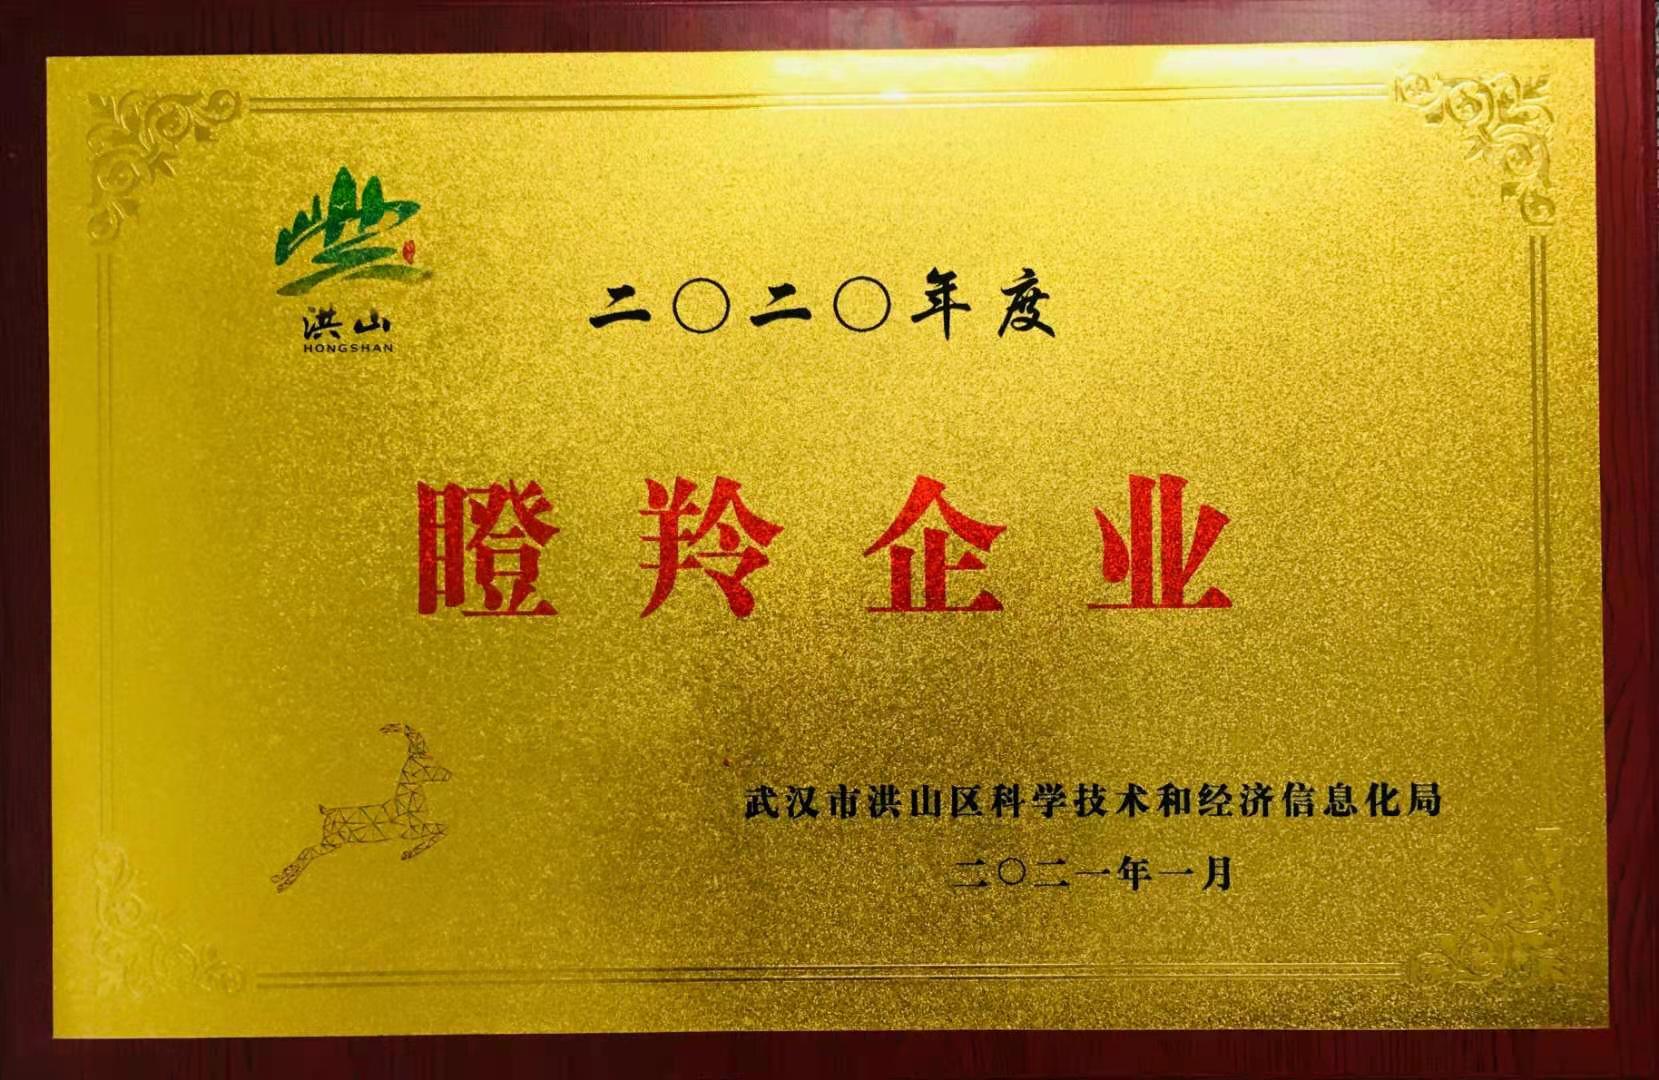 洪山
HONGSHAN
二〇二〇年度
瞪羚企业
武汉市洪山区科学技术和经济信息化局
二〇二一年一月